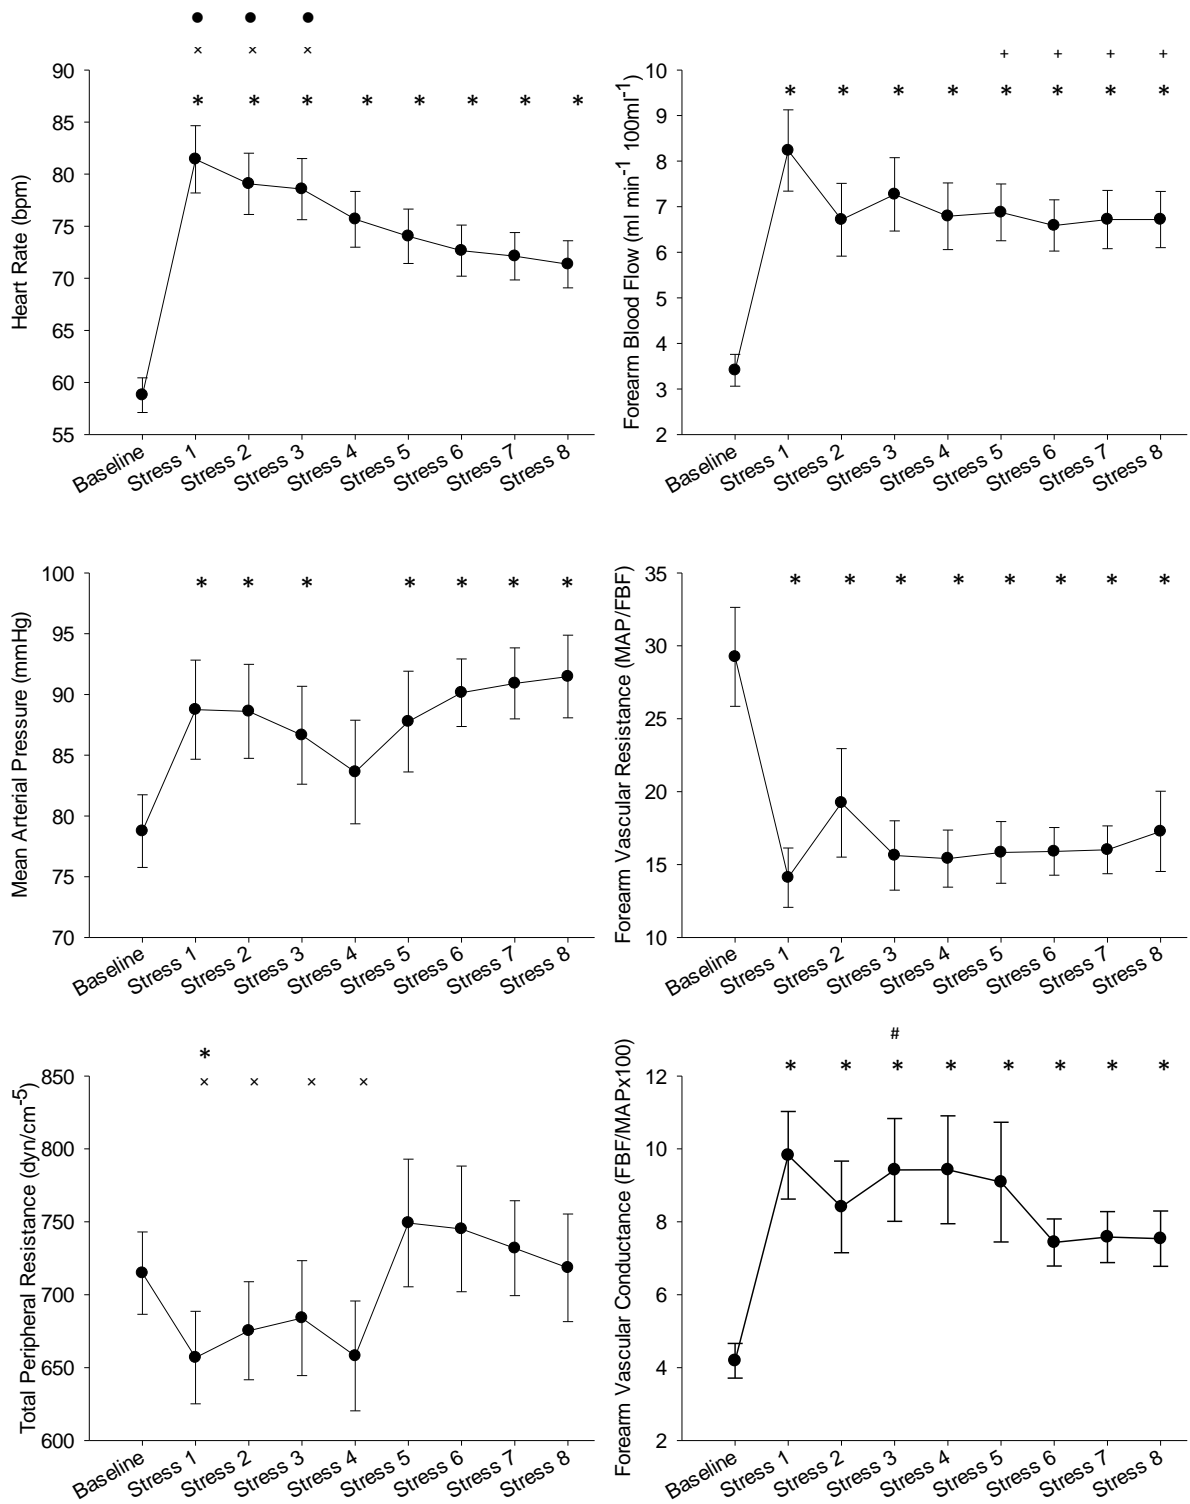 ● ● ●
× × ×
* * * * * * * *
90
85
80
75
70
65
60
55
Heart Rate (bpm)
Baseline Stress 1 Stress 2 Stress 3 Stress 4 Stress 5 Stress 6 Stress 7 Stress 8
+ + + +
* * * * * * * *
10
9
8
7
6
5
4
3
2
Forearm Blood Flow (ml min⁻¹ 100ml⁻¹)
Baseline Stress 1 Stress 2 Stress 3 Stress 4 Stress 5 Stress 6 Stress 7 Stress 8
* * * * * * *
100
95
90
85
80
75
70
Mean Arterial Pressure (mmHg)
Baseline Stress 1 Stress 2 Stress 3 Stress 4 Stress 5 Stress 6 Stress 7 Stress 8
* * * * * * * *
35
30
25
20
15
10
Forearm Vascular Resistance (MAP/FBF)
Baseline Stress 1 Stress 2 Stress 3 Stress 4 Stress 5 Stress 6 Stress 7 Stress 8
*
× × × ×
850
800
750
700
650
600
Total Peripheral Resistance (dyn/cm⁻⁵)
Baseline Stress 1 Stress 2 Stress 3 Stress 4 Stress 5 Stress 6 Stress 7 Stress 8
#
* * * * * * * *
12
10
8
6
4
2
Forearm Vascular Conductance (FBF/MAPx100)
Baseline Stress 1 Stress 2 Stress 3 Stress 4 Stress 5 Stress 6 Stress 7 Stress 8